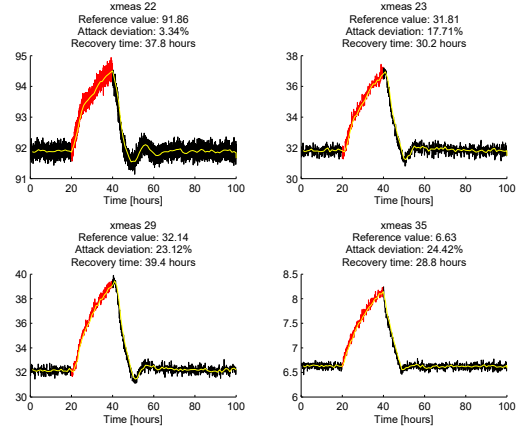 xmeas 22
Reference value: 91.86
Attack deviation: 3.34%
Recovery time: 37.8 hours
95
94
93
92
91
0 20 40 60 80 100
Time [hours]
xmeas 23
Reference value: 31.81
Attack deviation: 17.71%
Recovery time: 30.2 hours
38
36
34
32
30
0 20 40 60 80 100
Time [hours]
xmeas 29
Reference value: 32.14
Attack deviation: 23.12%
Recovery time: 39.4 hours
40
38
36
34
32
30
0 20 40 60 80 100
Time [hours]
xmeas 35
Reference value: 6.63
Attack deviation: 24.42%
Recovery time: 28.8 hours
8.5
8
7.5
7
6.5
6
0 20 40 60 80 100
Time [hours]